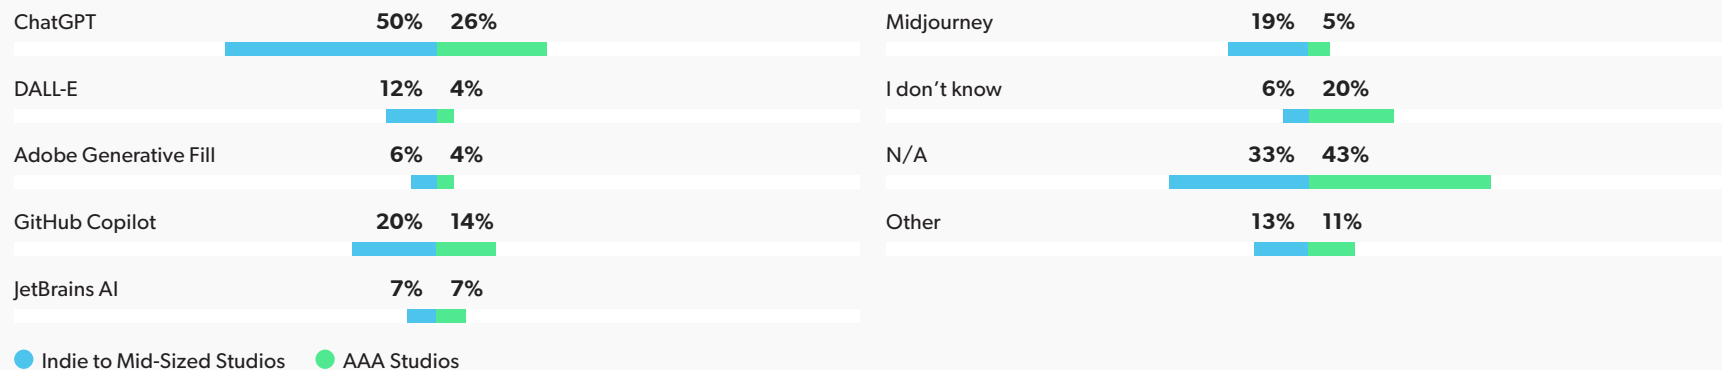 ChatGPT 50% 26%
DALL-E 12% 4%
Adobe Generative Fill 6% 4%
GitHub Copilot 20% 14%
JetBrains AI 7% 7%
Midjourney 19% 5%
I don’t know 6% 20%
N/A 33% 43%
Other 13% 11%
Indie to Mid-Sized Studios AAA Studios